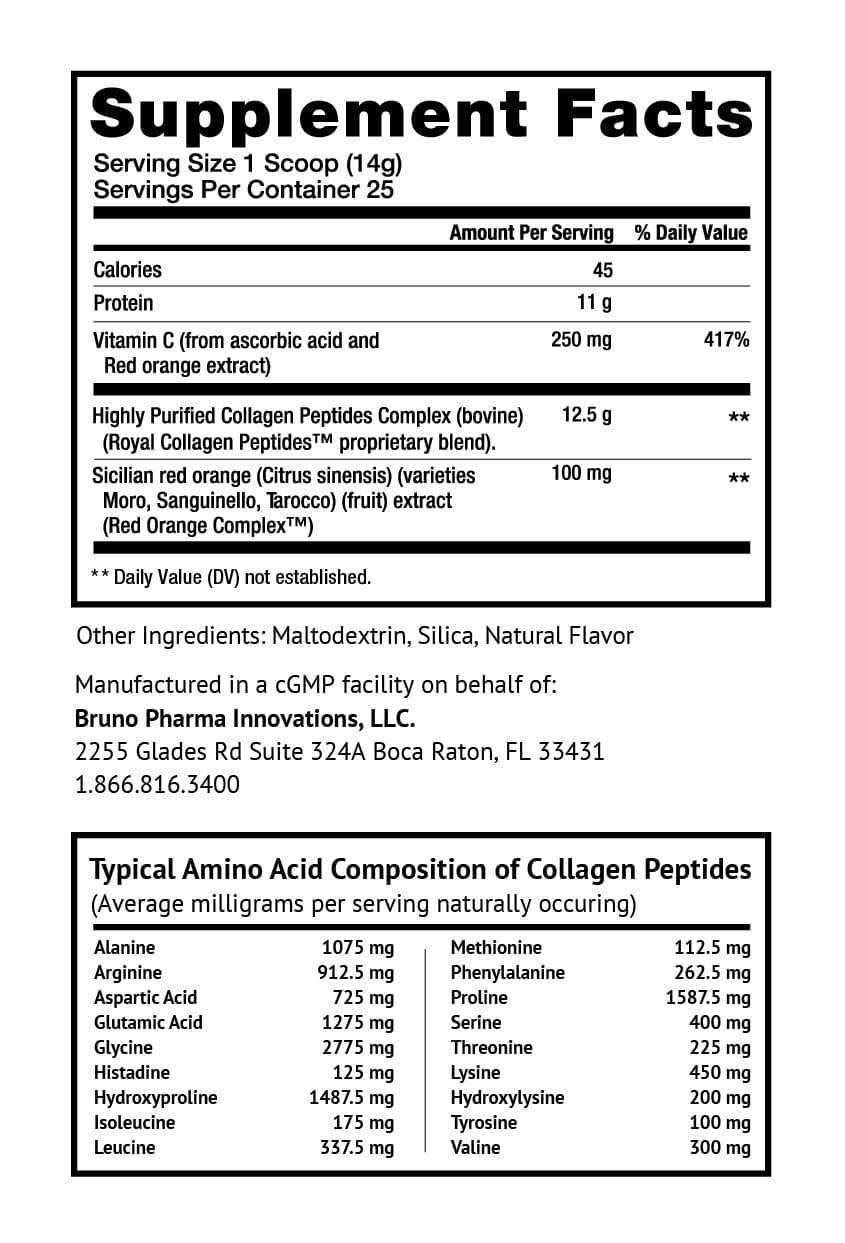 Supplement Facts
Serving Size 1 Scoop (14g)
Servings Per Container 25
Amount Per Serving % Daily Value
Calories 45
Protein 11 g
Vitamin C (from ascorbic acid and 250 mg 417%
Red orange extract)
Highly Purified Collagen Peptides Complex (bovine) 12.5 g **
(Royal Collagen Peptides™ proprietary blend).
Sicilian red orange (Citrus sinensis) (varieties 100 mg **
Moro, Sanguinello, Tarocco) (fruit) extract
(Red Orange Complex™)
** Daily Value (DV) not established.
Other Ingredients: Maltodextrin, Silica, Natural Flavor
Manufactured in a cGMP facility on behalf of:
Bruno Pharma Innovations, LLC.
2255 Glades Rd Suite 324A Boca Raton, FL 33431
1.866.816.3400
Typical Amino Acid Composition of Collagen Peptides
(Average milligrams per serving naturally occuring)
Alanine 1075 mg
Arginine 912.5 mg
Aspartic Acid 725 mg
Glutamic Acid 1275 mg
Glycine 2775 mg
Histadine 125 mg
Hydroxyproline 1487.5 mg
Isoleucine 175 mg
Leucine 337.5 mg
Methionine 112.5 mg
Phenylalanine 262.5 mg
Proline 1587.5 mg
Serine 400 mg
Threonine 225 mg
Lysine 450 mg
Hydroxylysine 200 mg
Tyrosine 100 mg
Valine 300 mg